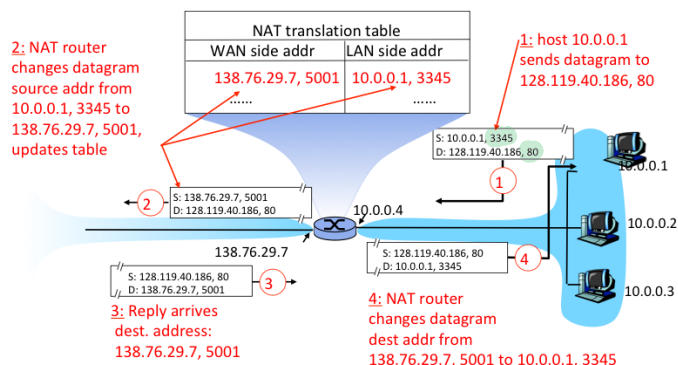 NAT translation table
WAN side addr LAN side addr
138.76.29.7, 5001 10.0.0.1, 3345
...... ......
2: NAT router
changes datagram
source addr from
10.0.0.1, 3345 to
138.76.29.7, 5001,
updates table
1: host 10.0.0.1
sends datagram to
128.119.40.186, 80
S: 10.0.0.1, 3345
D: 128.119.40.186, 80
1
10.0.0.1
S: 138.76.29.7, 5001
D: 128.119.40.186, 80
2
10.0.0.4
10.0.0.2
138.76.29.7
S: 128.119.40.186, 80
D: 10.0.0.1, 3345
4
S: 128.119.40.186, 80
D: 138.76.29.7, 5001
3
10.0.0.3
3: Reply arrives
dest. address:
138.76.29.7, 5001
4: NAT router
changes datagram
dest addr from
138.76.29.7. 5001 to 10.0.0.1. 3345